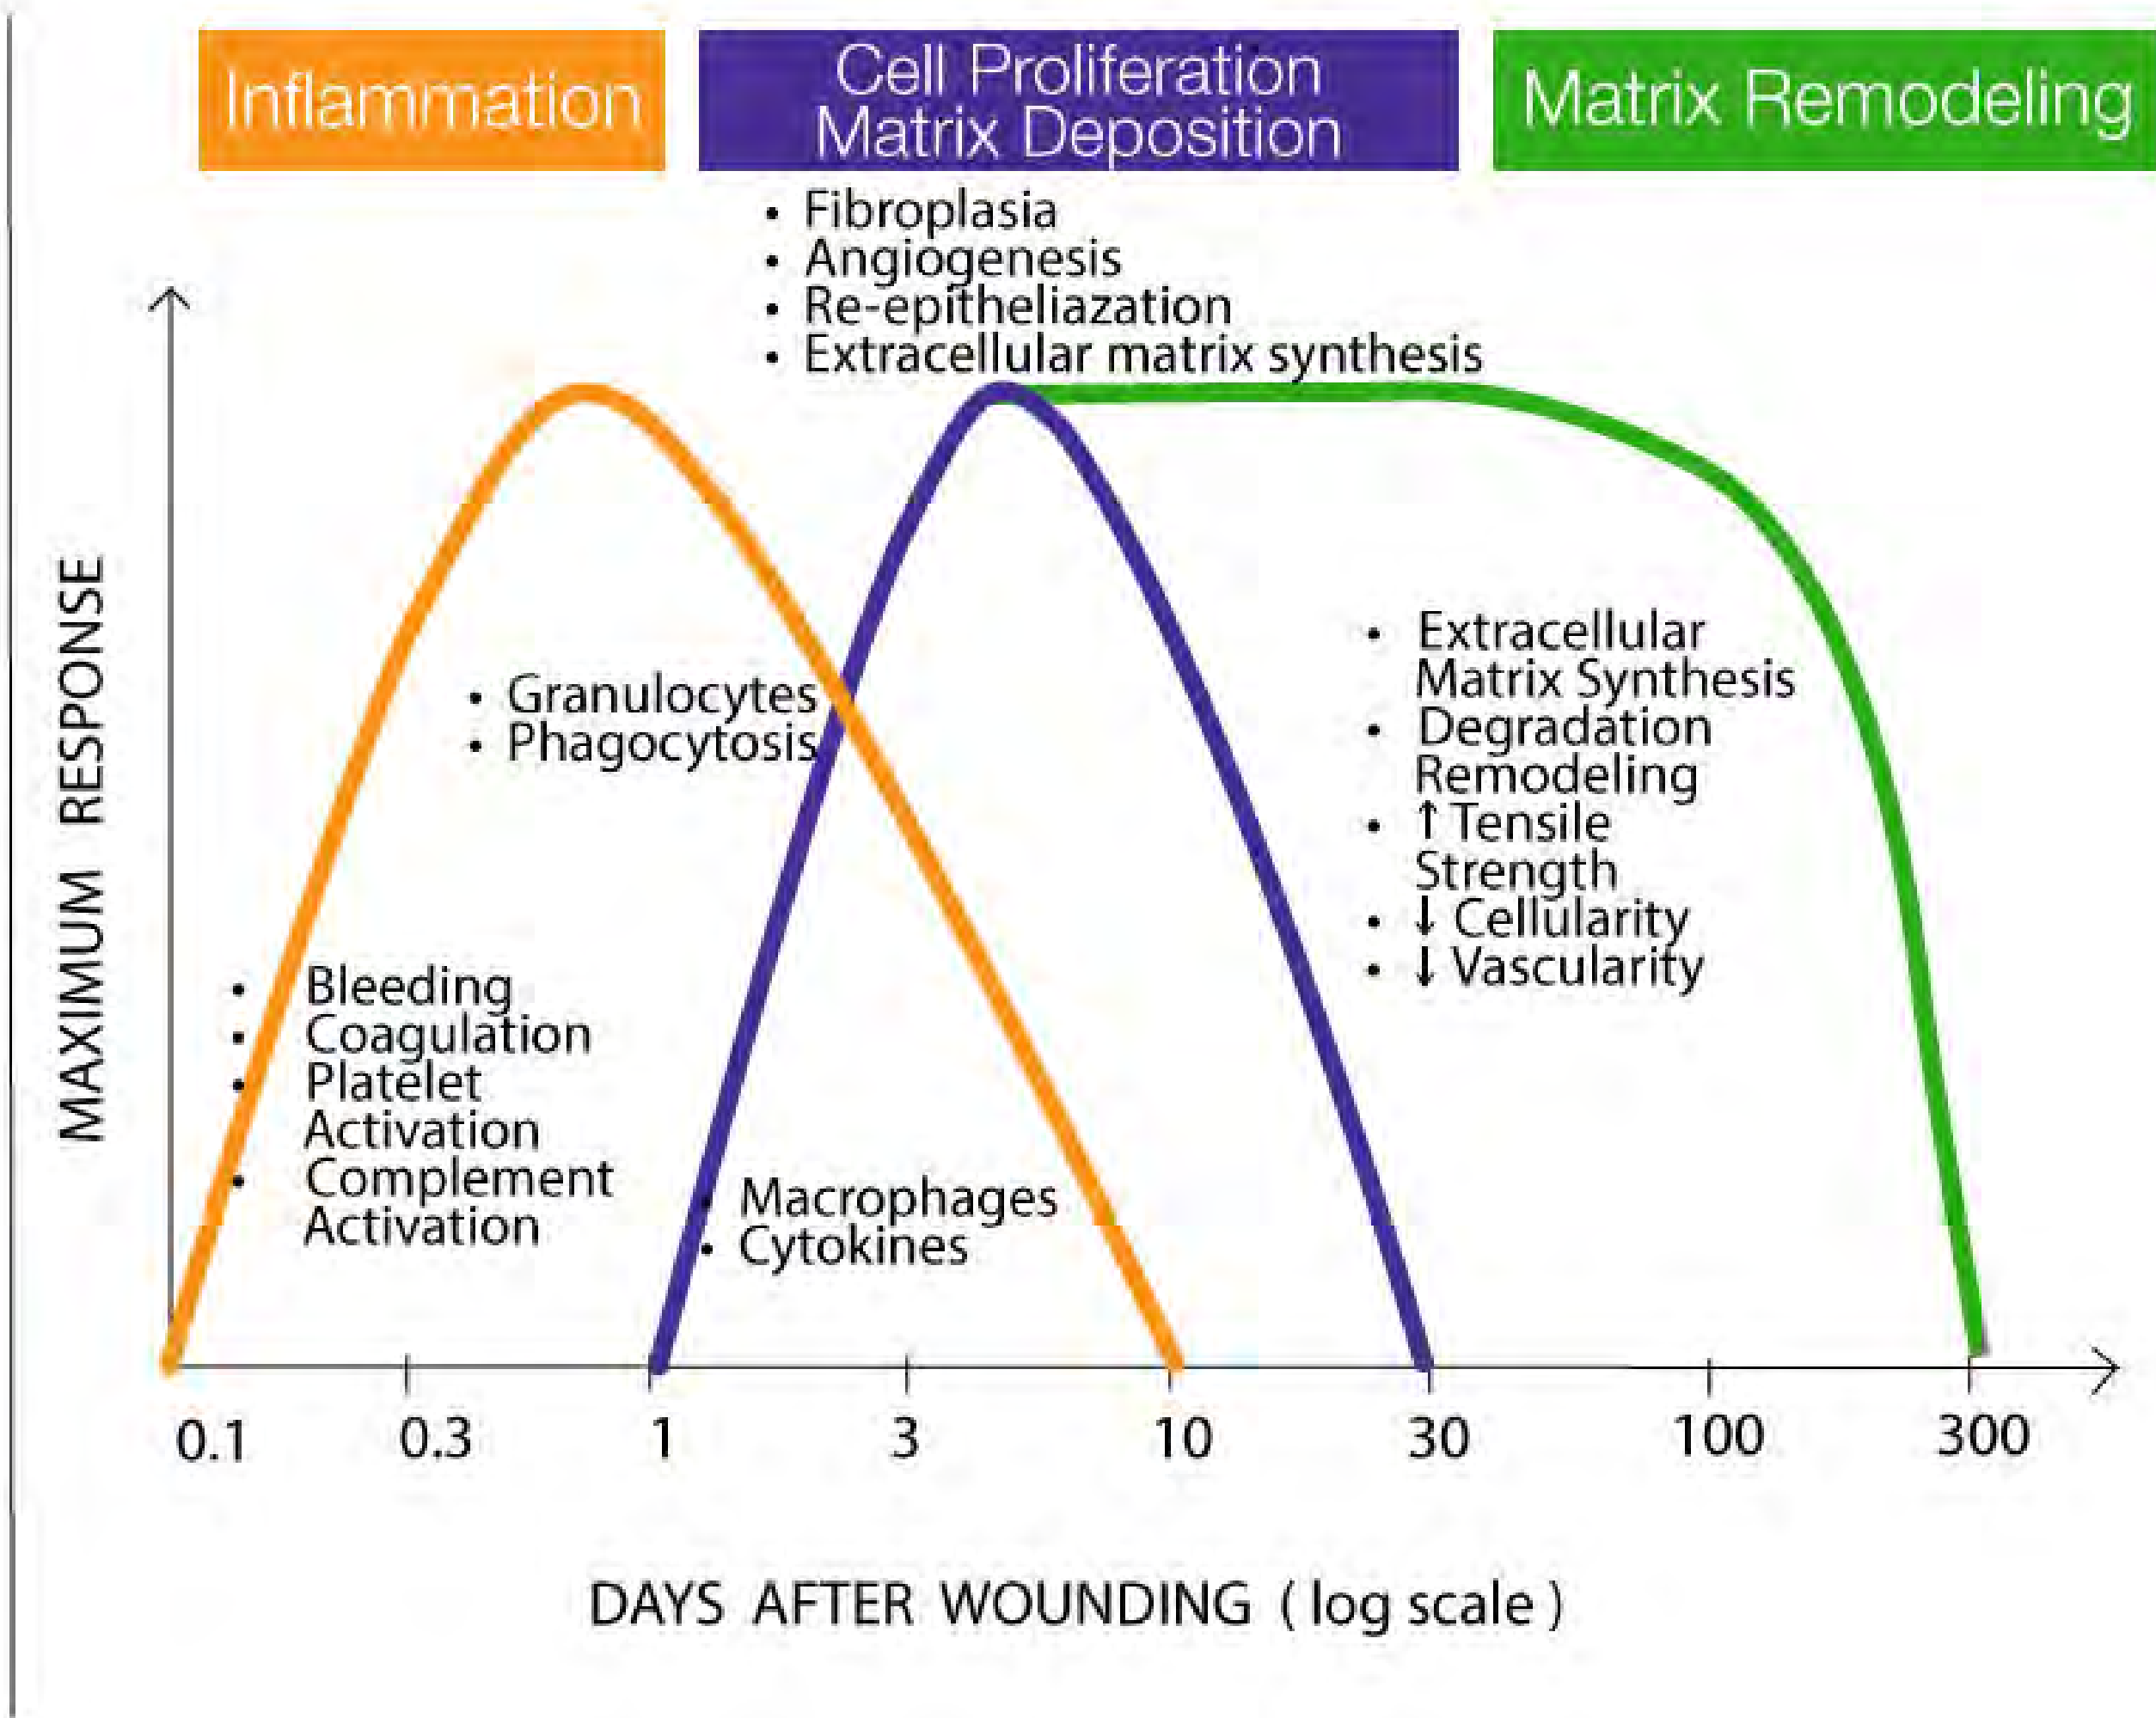 Inflammation
Cell Proliferation
Matrix Deposition
Matrix Remodeling
• Fibroplasia
• Angiogenesis
• Re-epitheliazation
• Extracellular matrix synthesis
MAXIMUM RESPONSE
• Granulocytes
• Phagocytosis
• Bleeding
• Coagulation
• Platelet
Activation
• Complement
Activation
• Macrophages
• Cytokines
• Extracellular
Matrix Synthesis
• Degradation
Remodeling
• ↑ Tensile
Strength
• ↓ Cellularity
• ↓ Vascularity
0.1 0.3 1 3 10 30 100 300
DAYS AFTER WOUNDING ( log scale )